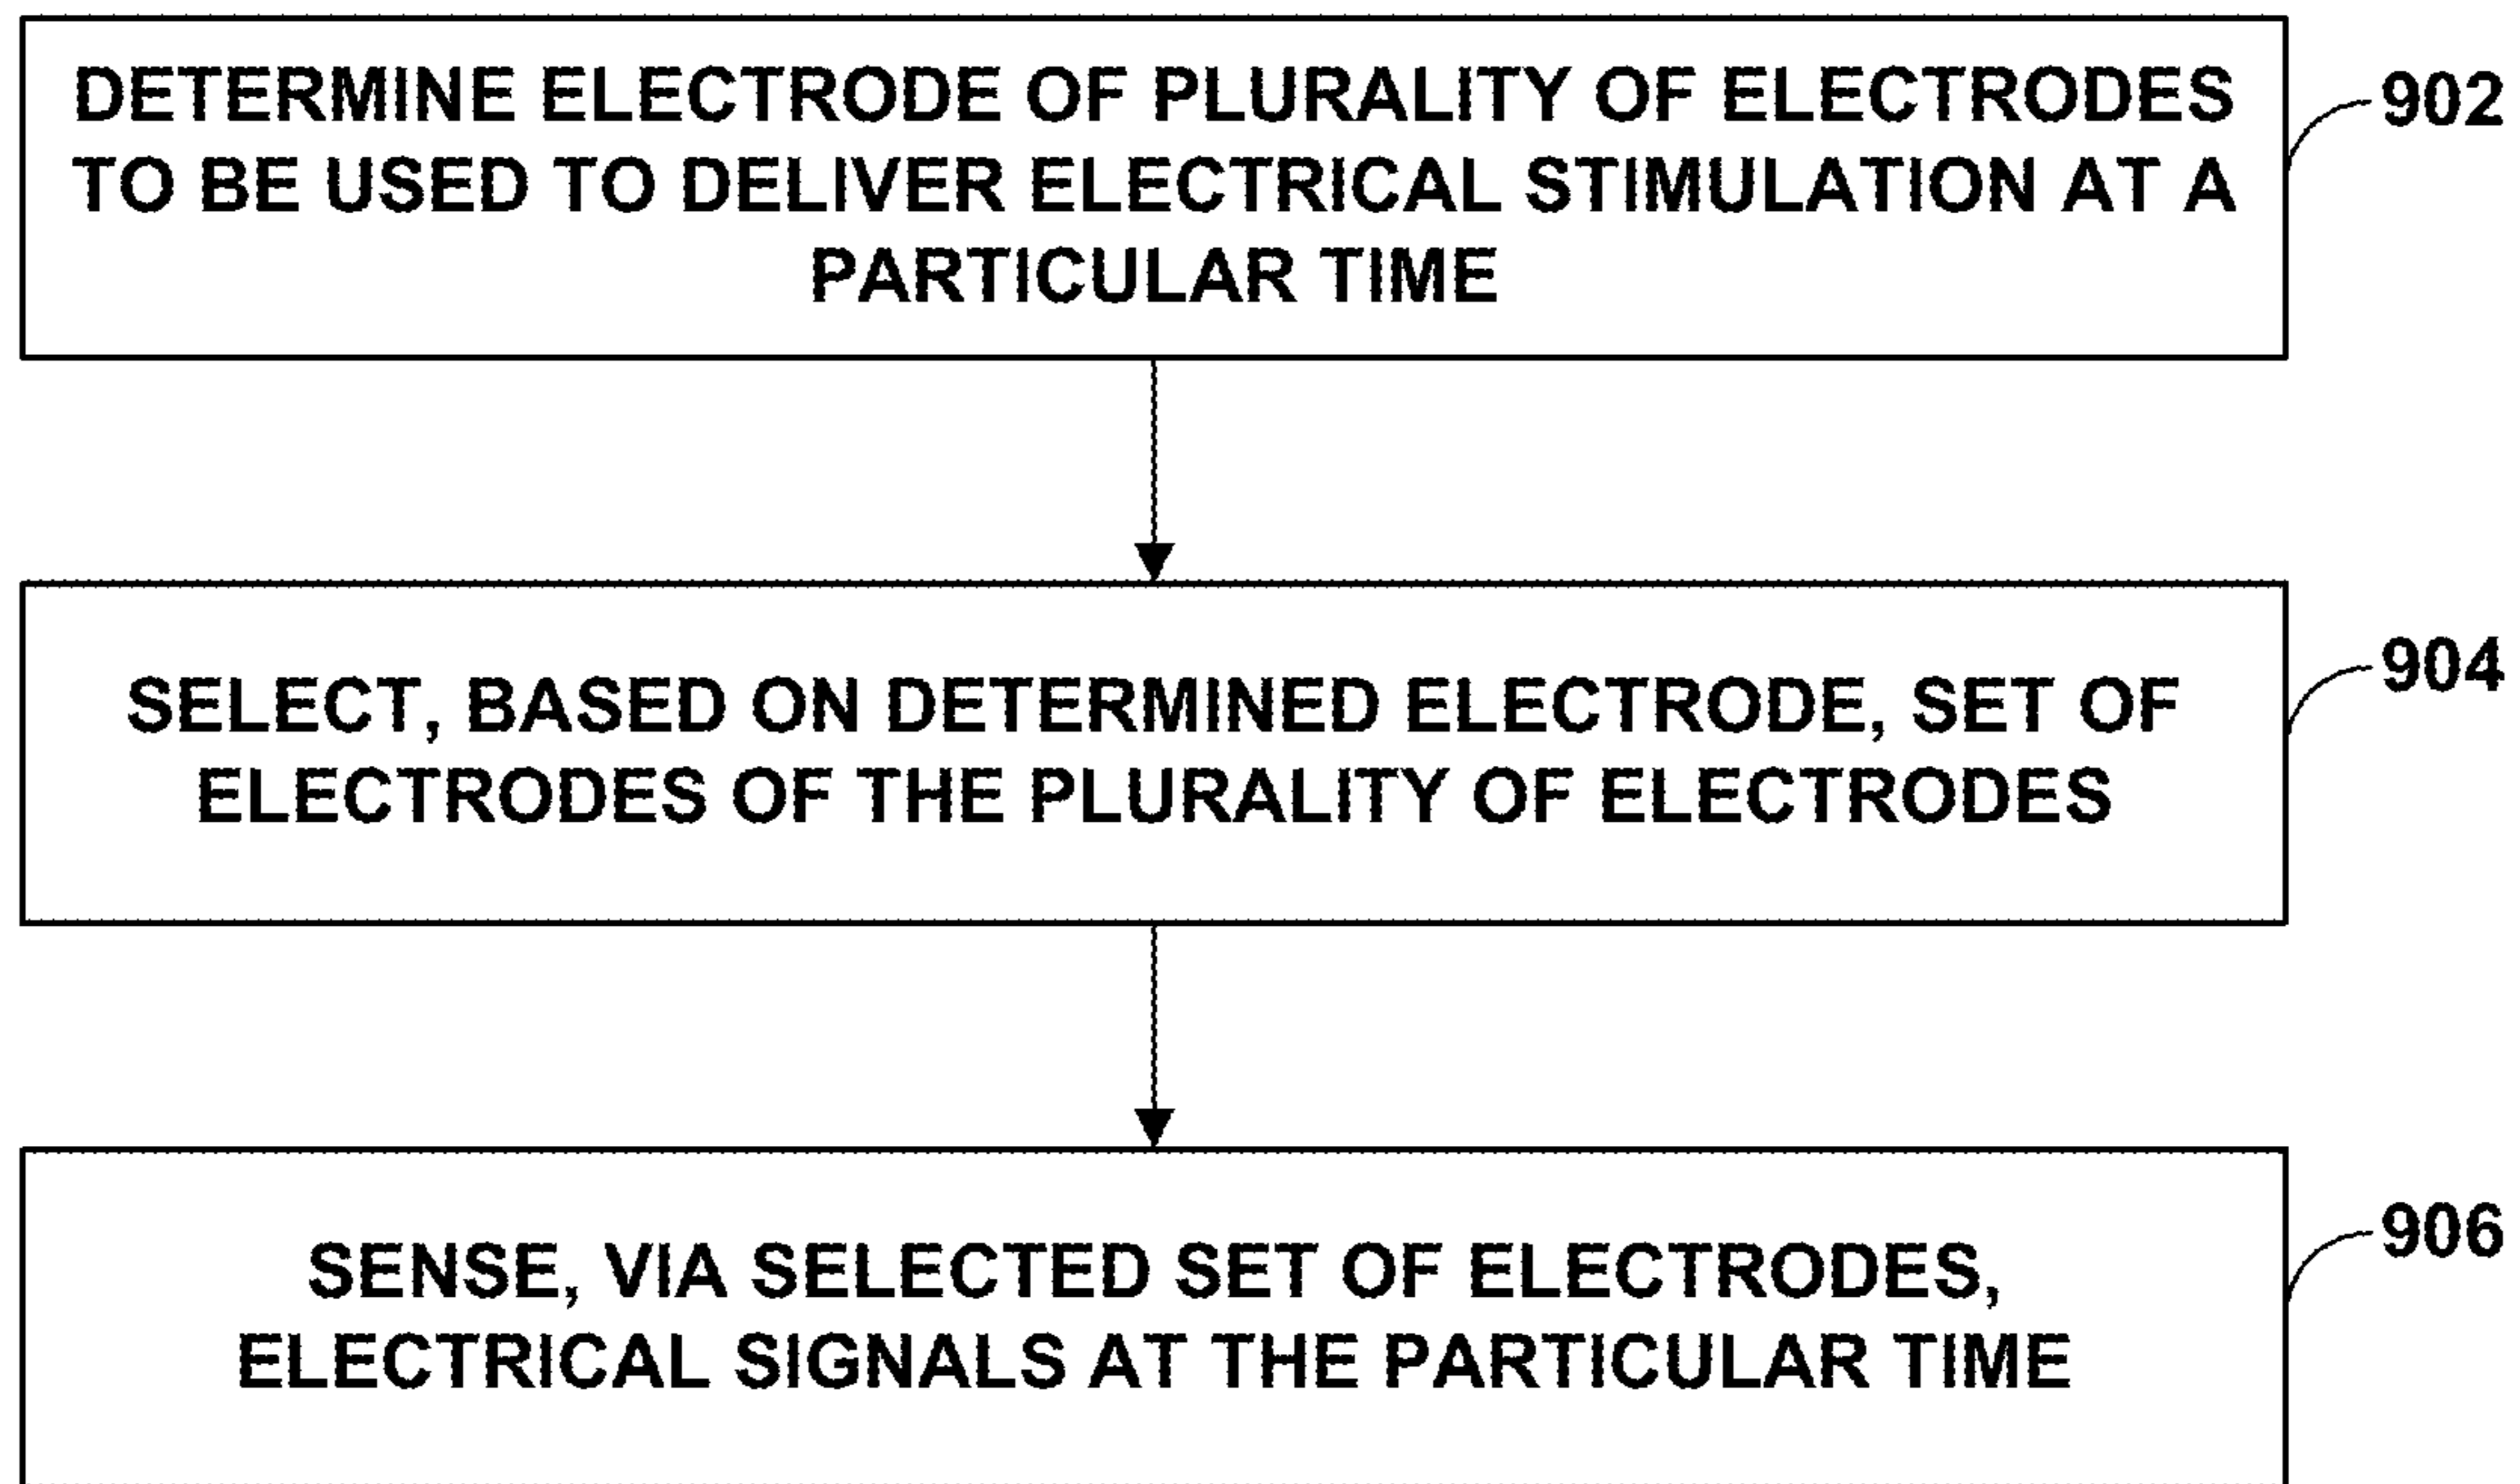 DETERMINE ELECTRODE OF PLURALITY OF ELECTRODES
TO BE USED TO DELIVER ELECTRICAL STIMULATION AT A
PARTICULAR TIME
902
SELECT, BASED ON DETERMINED ELECTRODE, SET OF
ELECTRODES OF THE PLURALITY OF ELECTRODES
904
SENSE, VIA SELECTED SET OF ELECTRODES,
ELECTRICAL SIGNALS AT THE PARTICULAR TIME
906